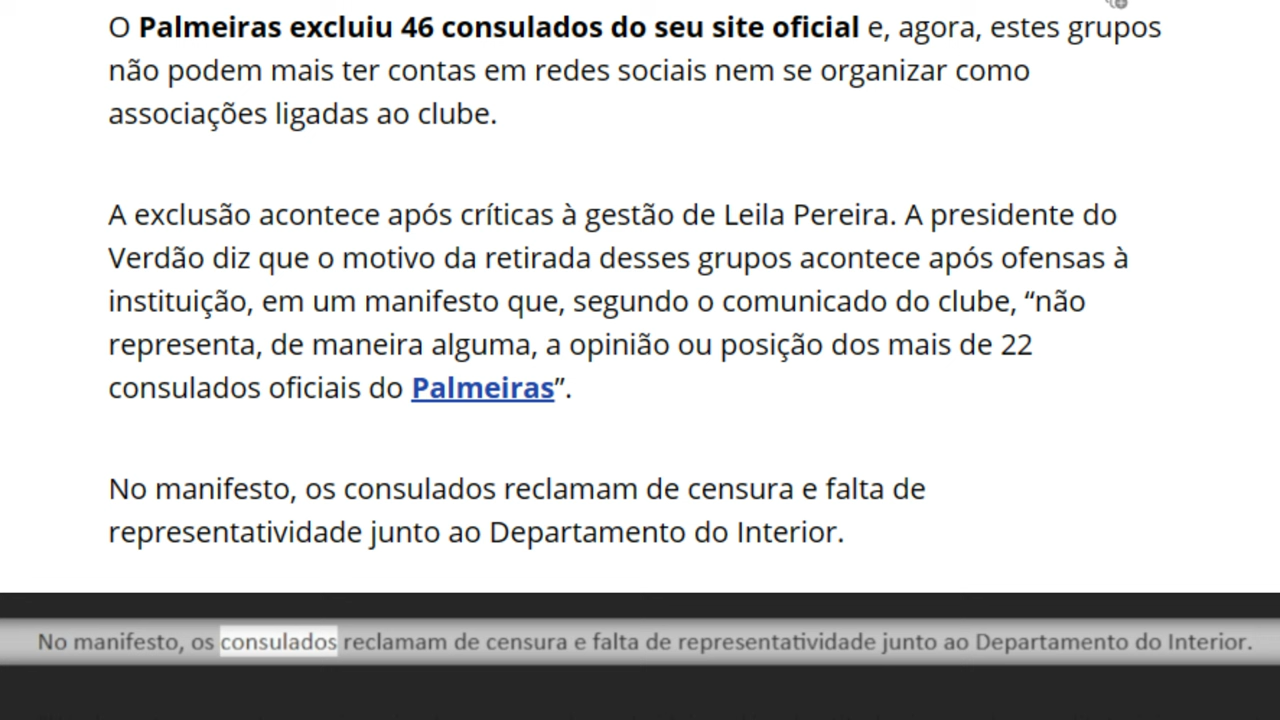 O Palmeiras excluiu 46 consulados do seu site oficial e, agora, estes grupos
não podem mais ter contas em redes sociais nem se organizar como
associações ligadas ao clube.
A exclusão acontece após críticas à gestão de Leila Pereira. A presidente do
Verdão diz que o motivo da retirada desses grupos acontece após ofensas à
instituição, em um manifesto que, segundo o comunicado do clube, “não
representa, de maneira alguma, a opinião ou posição dos mais de 22
consulados oficiais do Palmeiras”.
No manifesto, os consulados reclamam de censura e falta de
representatividade junto ao Departamento do Interior.
No manifesto, os consulados reclamam de censura e falta de representatividade junto ao Departamento do Interior.